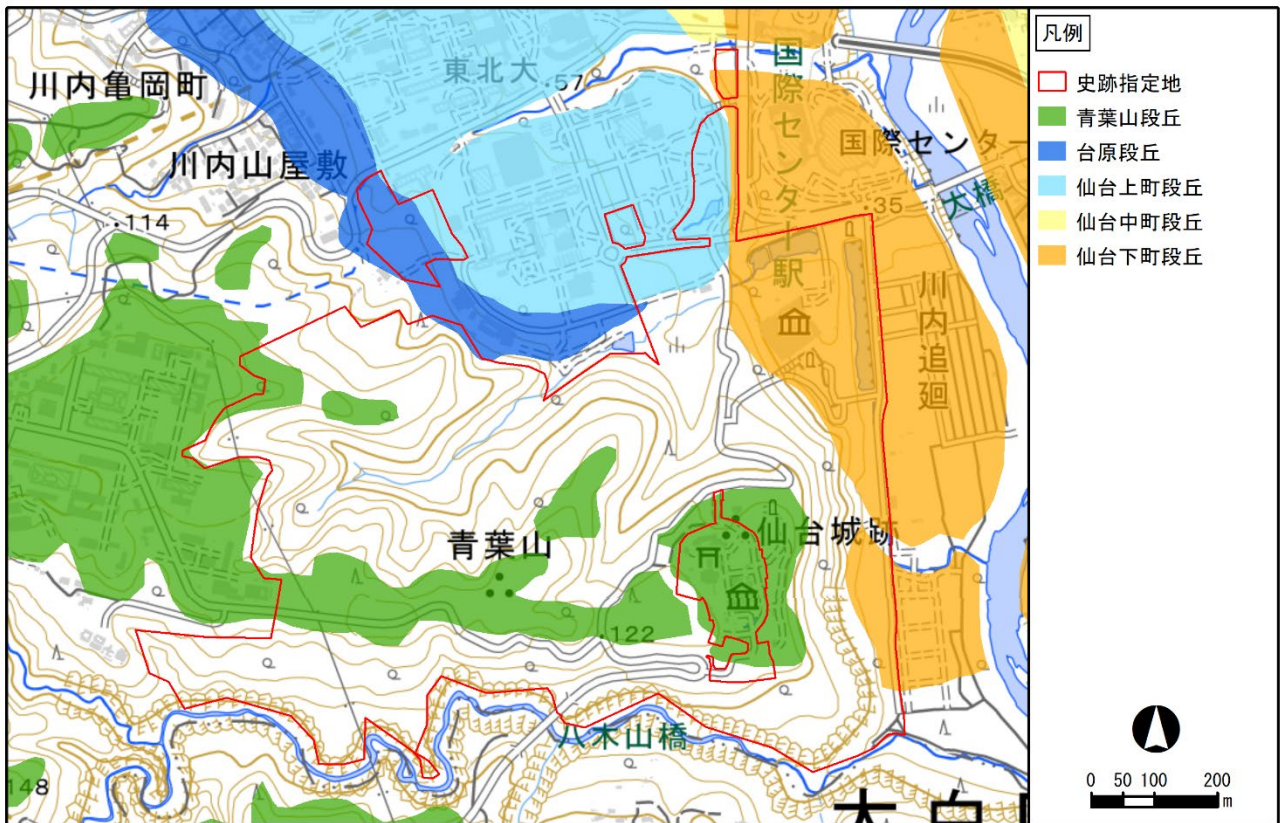 東北大
57
川内亀岡町
川内山屋敷
114
国際センター駅
国際センター
大橋
35
川内追廻
青葉山
仙台城跡
122
八木山橋
148
凡例
史跡指定地
青葉山段丘
台原段丘
仙台上町段丘
仙台中町段丘
仙台下町段丘
0 50 100 200
m